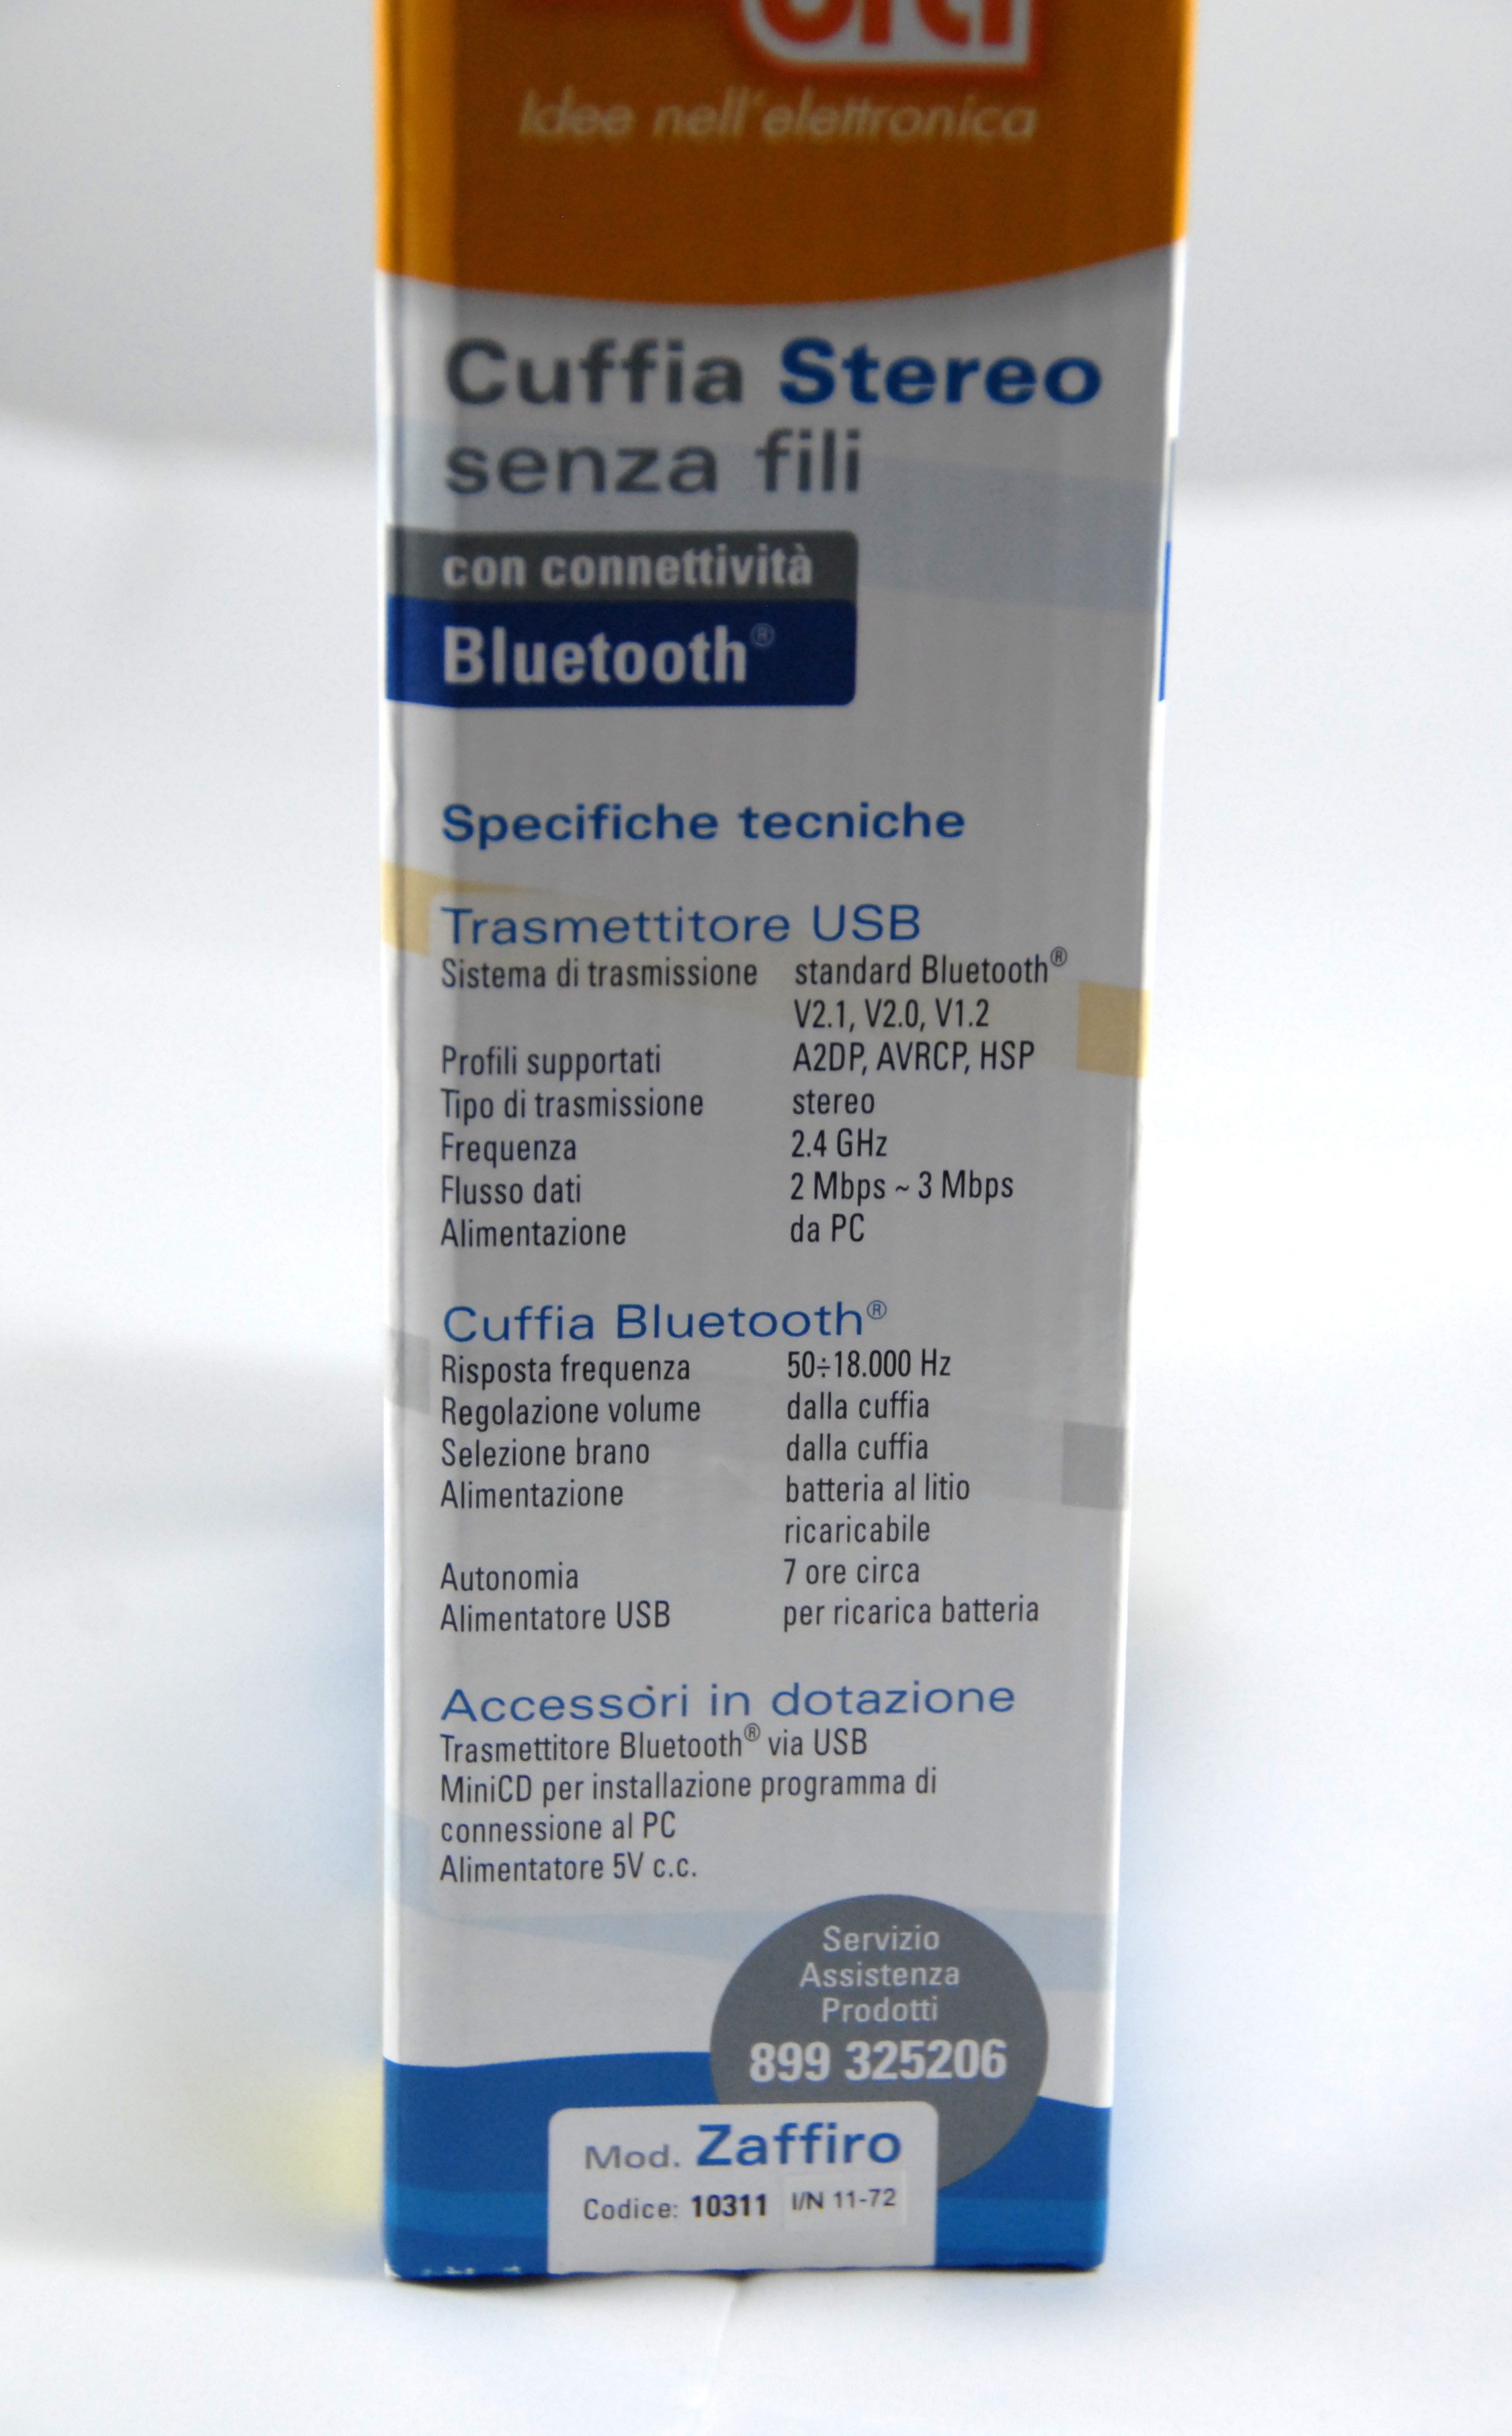 Idee nell'elettronica
Cuffia Stereo
senza fili
con connettività
Bluetooth®
Specifiche tecniche
Trasmettitore USB
Sistema di trasmissione standard Bluetooth®
V2.1, V2.0, V1.2
Profili supportati A2DP, AVRCP, HSP
Tipo di trasmissione stereo
Frequenza 2.4 GHz
Flusso dati 2 Mbps ~ 3 Mbps
Alimentazione da PC
Cuffia Bluetooth®
Risposta frequenza 50÷18.000 Hz
Regolazione volume dalla cuffia
Selezione brano dalla cuffia
Alimentazione batteria al litio
ricaricabile
Autonomia 7 ore circa
Alimentatore USB per ricarica batteria
Accessori in dotazione
Trasmettitore Bluetooth® via USB
MiniCD per installazione programma di
connessione al PC
Alimentatore 5V c.c.
Servizio
Assistenza
Prodotti
899 325206
Mod. Zaffiro
Codice: 10311 I/N 11-72